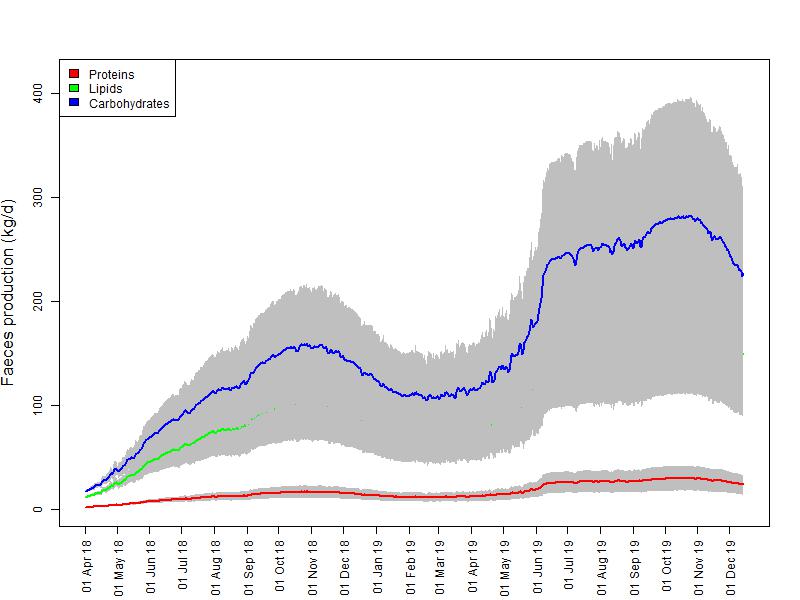 Proteins
Lipids
Carbohydrates
Faeces production (kg/d)
400
300
200
100
0
01 Apr 18
01 May 18
01 Jun 18
01 Jul 18
01 Aug 18
01 Sep 18
01 Oct 18
01 Nov 18
01 Dec 18
01 Jan 19
01 Feb 19
01 Mar 19
01 Apr 19
01 May 19
01 Jun 19
01 Jul 19
01 Aug 19
01 Sep 19
01 Oct 19
01 Nov 19
01 Dec 19